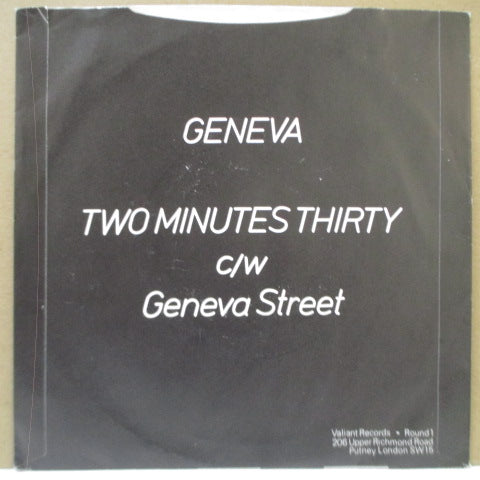 GENEVA
TWO MINUTES THIRTY
c/w
Geneva Street
Valiant Records • Round 1
206 Upper Richmond Road
Putney London SW15